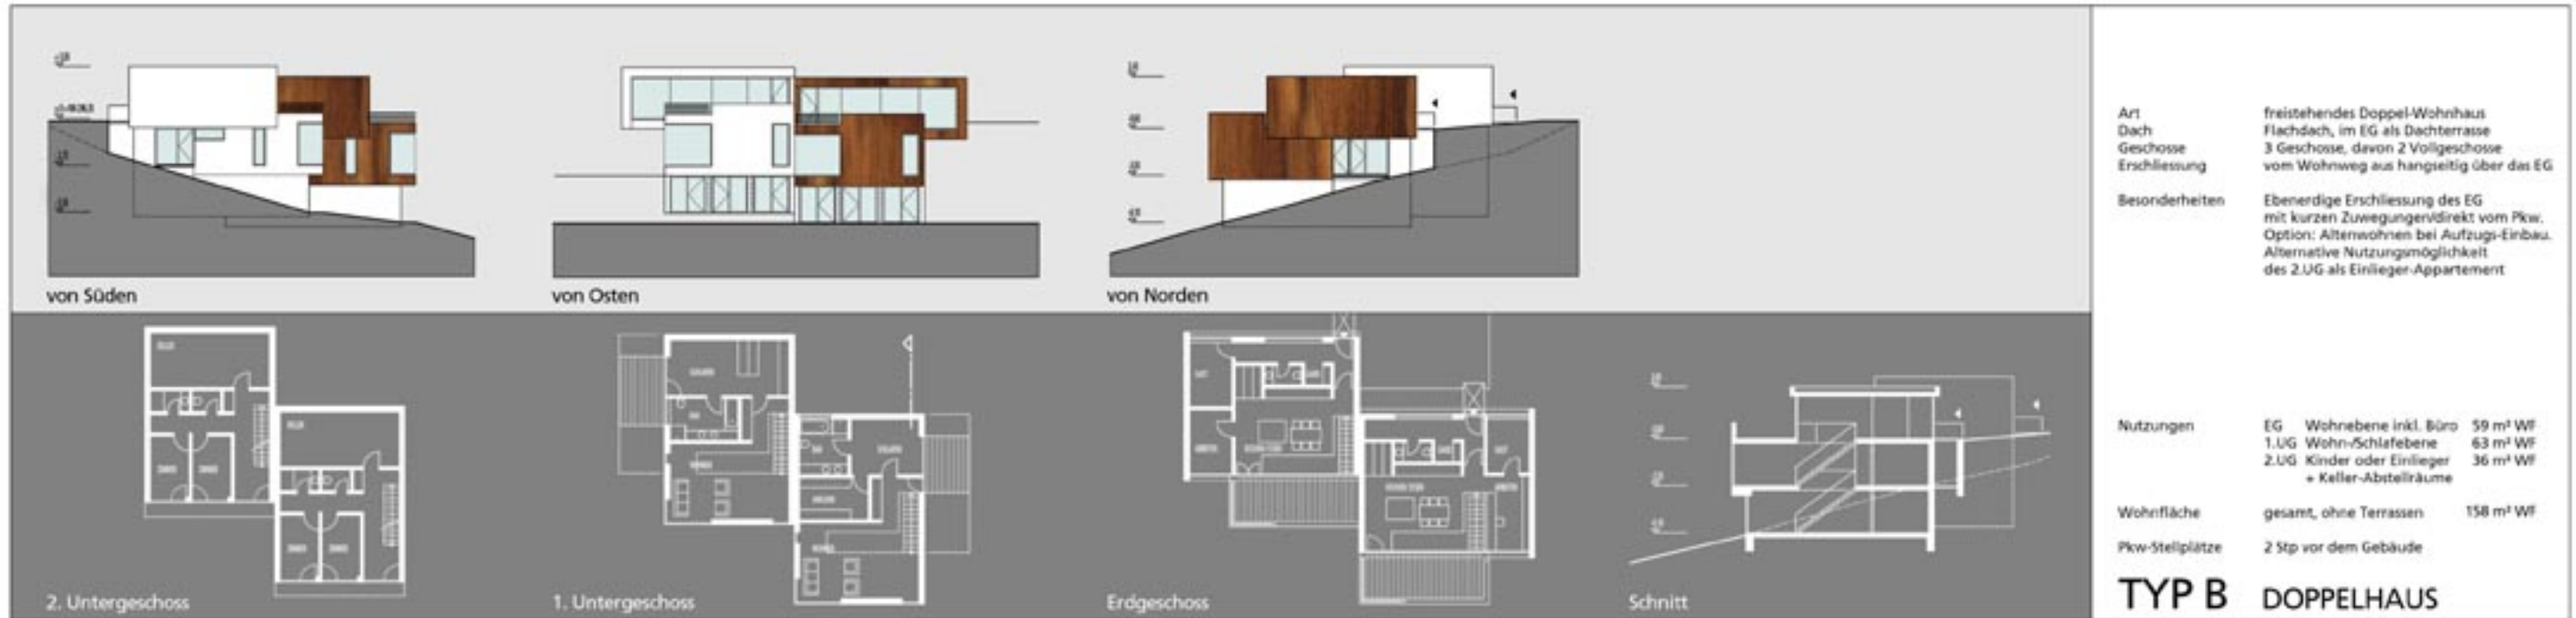 von Süden
von Osten
von Norden
2. Untergeschoss
1. Untergeschoss
Erdgeschoss
Schnitt
Art freistehendes Doppel-Wohnhaus
Dach Flachdach, im EG als Dachterrasse
Geschosse 3 Geschosse, davon 2 Vollgeschosse
Erschliessung vom Wohnweg aus hangseitig über das EG
Besonderheiten Ebenerdige Erschliessung des EG
mit kurzen Zuwegungen/direkt vom Pkw.
Option: Altenwohnen bei Aufzugs-Einbau.
Alternative Nutzungsmöglichkeit
des 2.UG als Einlieger-Appartement
Nutzungen EG Wohnebene inkl. Büro 59 m² WF
1.UG Wohn-/Schlafebene 63 m² WF
2.UG Kinder oder Einlieger 36 m² WF
+ Keller-Abstellräume
Wohnfläche gesamt, ohne Terrassen 158 m² WF
Pkw-Stellplätze 2 Stp vor dem Gebäude
TYP B DOPPELHAUS